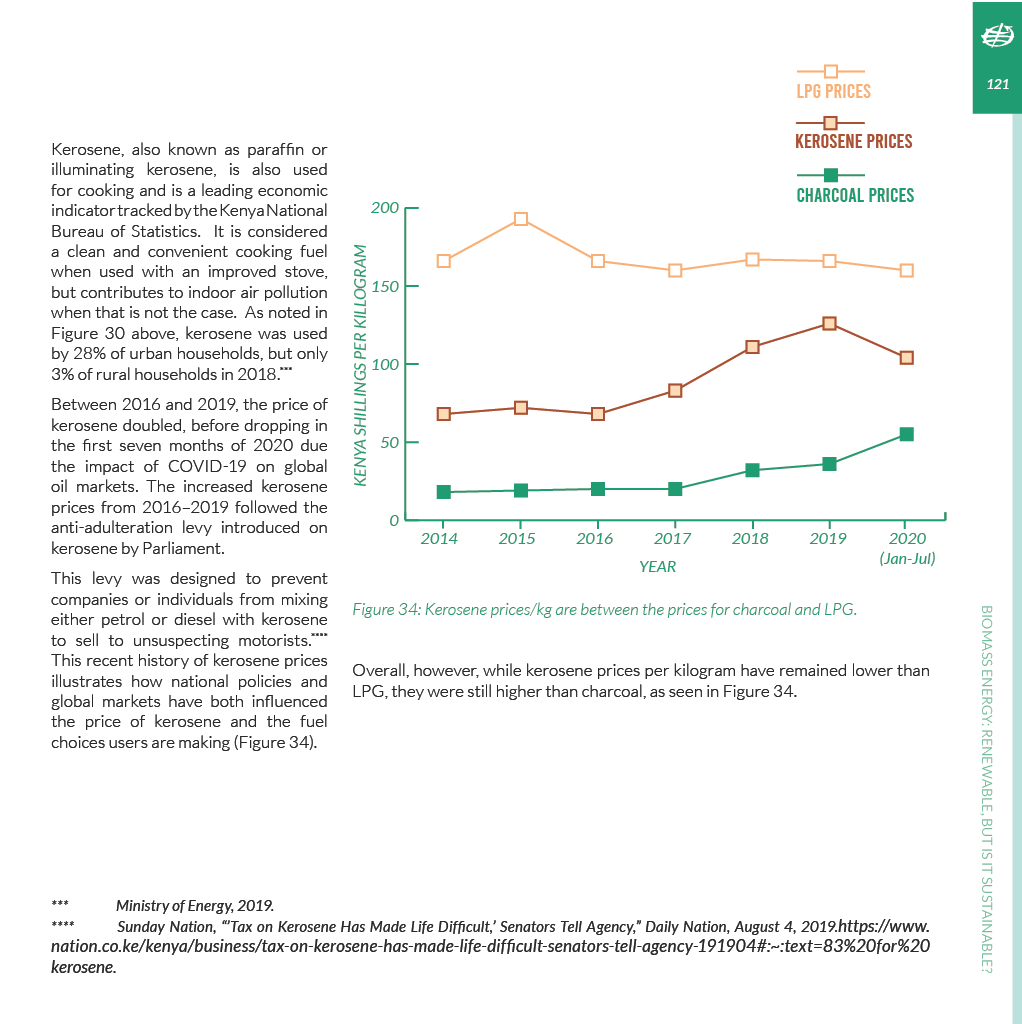 121
LPG PRICES
KEROSENE PRICES
CHARCOAL PRICES
Kerosene, also known as paraffin or
illuminating kerosene, is also used
for cooking and is a leading economic
indicator tracked by the Kenya National
Bureau of Statistics. It is considered
a clean and convenient cooking fuel
when used with an improved stove,
but contributes to indoor air pollution
when that is not the case. As noted in
Figure 30 above, kerosene was used
by 28% of urban households, but only
3% of rural households in 2018.***
Between 2016 and 2019, the price of
kerosene doubled, before dropping in
the first seven months of 2020 due
the impact of COVID-19 on global
oil markets. The increased kerosene
prices from 2016–2019 followed the
anti-adulteration levy introduced on
kerosene by Parliament.
This levy was designed to prevent
companies or individuals from mixing
either petrol or diesel with kerosene
to sell to unsuspecting motorists.****
This recent history of kerosene prices
illustrates how national policies and
global markets have both influenced
the price of kerosene and the fuel
choices users are making (Figure 34).
KENYA SHILLINGS PER KILLOGRAM
200
150
100
50
0
2014 2015 2016 2017 2018 2019 2020
(Jan-Jul)
YEAR
Figure 34: Kerosene prices/kg are between the prices for charcoal and LPG.
Overall, however, while kerosene prices per kilogram have remained lower than
LPG, they were still higher than charcoal, as seen in Figure 34.
BIOMASS ENERGY: RENEWABLE, BUT IS IT SUSTAINABLE?
*** Ministry of Energy, 2019.
**** Sunday Nation, “‘Tax on Kerosene Has Made Life Difficult,’ Senators Tell Agency,” Daily Nation, August 4, 2019.https://www.
nation.co.ke/kenya/business/tax-on-kerosene-has-made-life-difficult-senators-tell-agency-191904#:~:text=83%20for%20
kerosene.